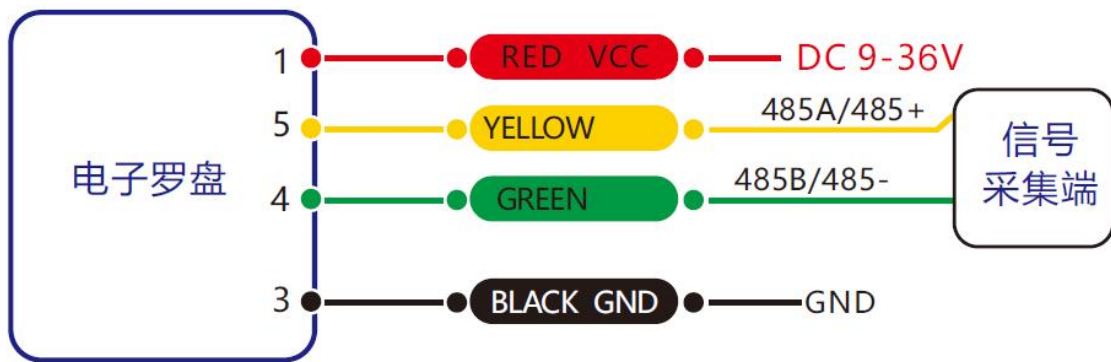 1 RED VCC DC 9-36V
5 YELLOW 485A/485+
电子罗盘
信号
采集端
4 GREEN 485B/485-
3 BLACK GND GND